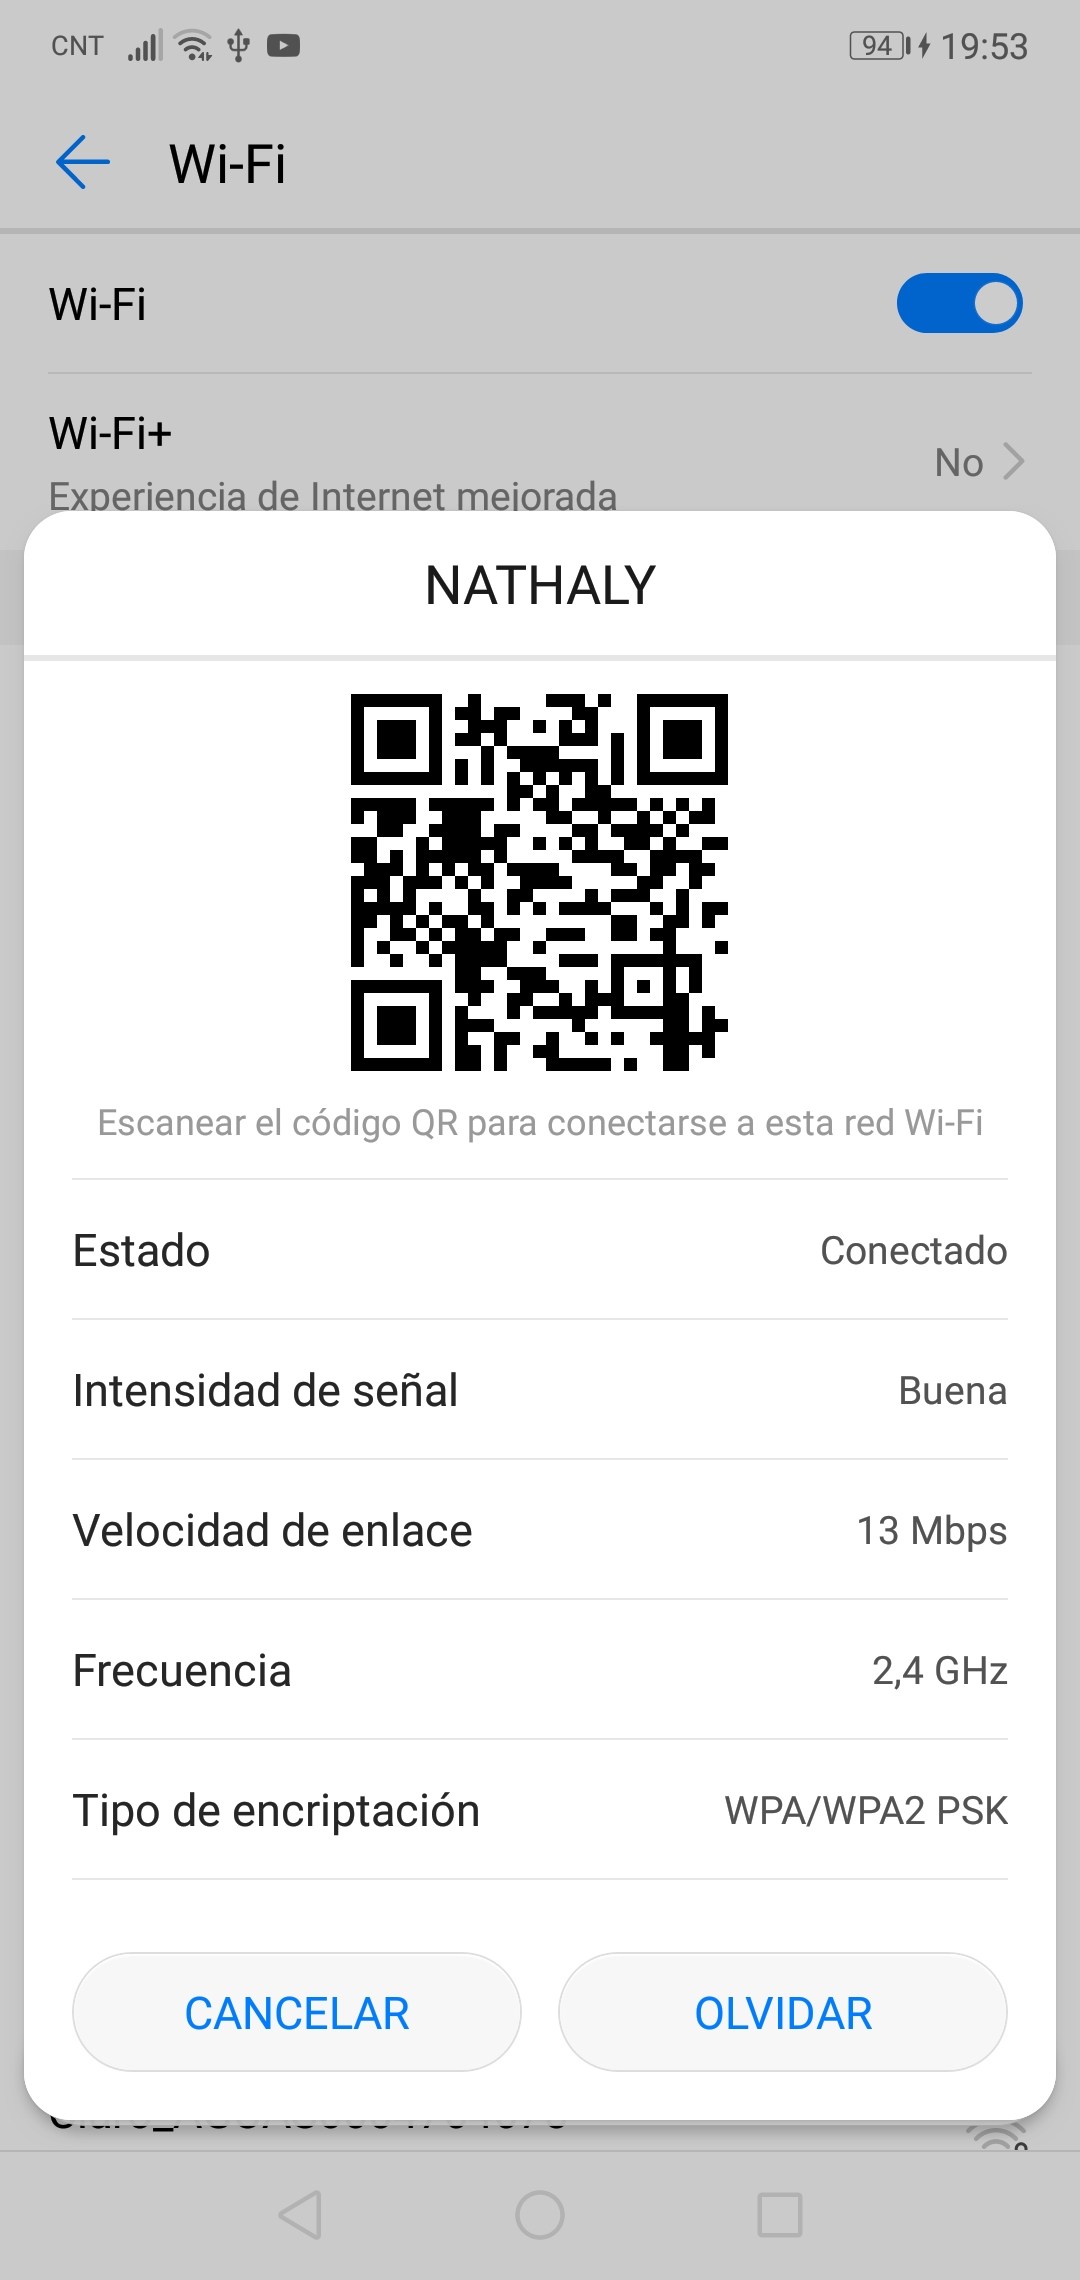 CNT
94
19:53
Wi-Fi
Wi-Fi
Wi-Fi+
No
Experiencia de Internet mejorada
NATHALY
Escanear el código QR para conectarse a esta red Wi-Fi
Estado
Conectado
Intensidad de señal
Buena
Velocidad de enlace
13 Mbps
Frecuencia
2,4 GHz
Tipo de encriptación
WPA/WPA2 PSK
CANCELAR
OLVIDAR